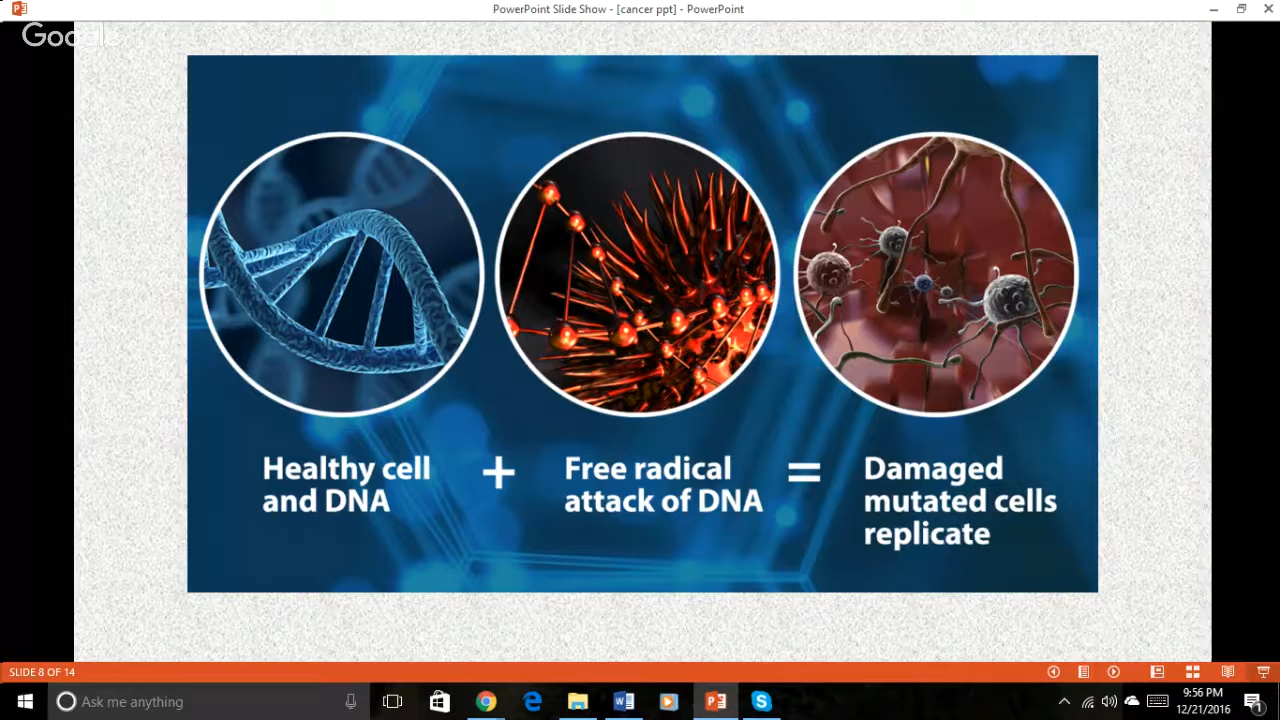 PowerPoint Slide Show - [cancer ppt] - PowerPoint
Google
Healthy cell
and DNA
+
Free radical
attack of DNA
=
Damaged
mutated cells
replicate
SLIDE 8 OF 14
Ask me anything
9:56 PM
12/21/2016
1